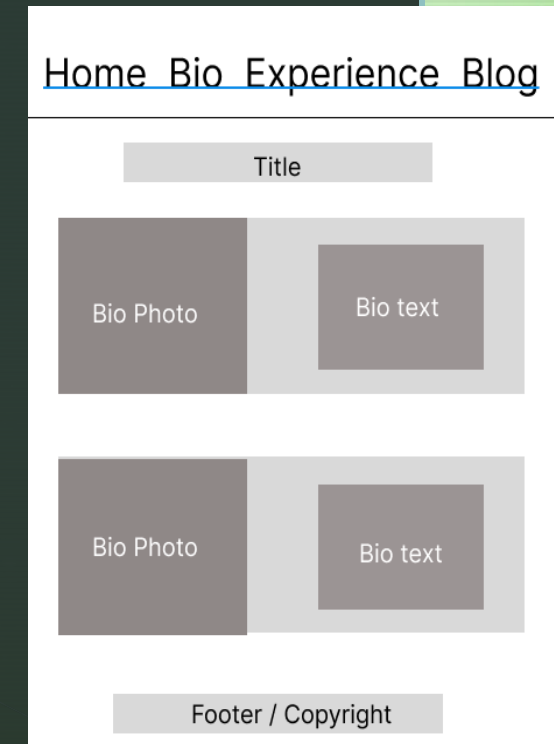 Home Bio Experience Blog
Title
Bio Photo
Bio text
Bio Photo
Bio text
Footer / Copyright